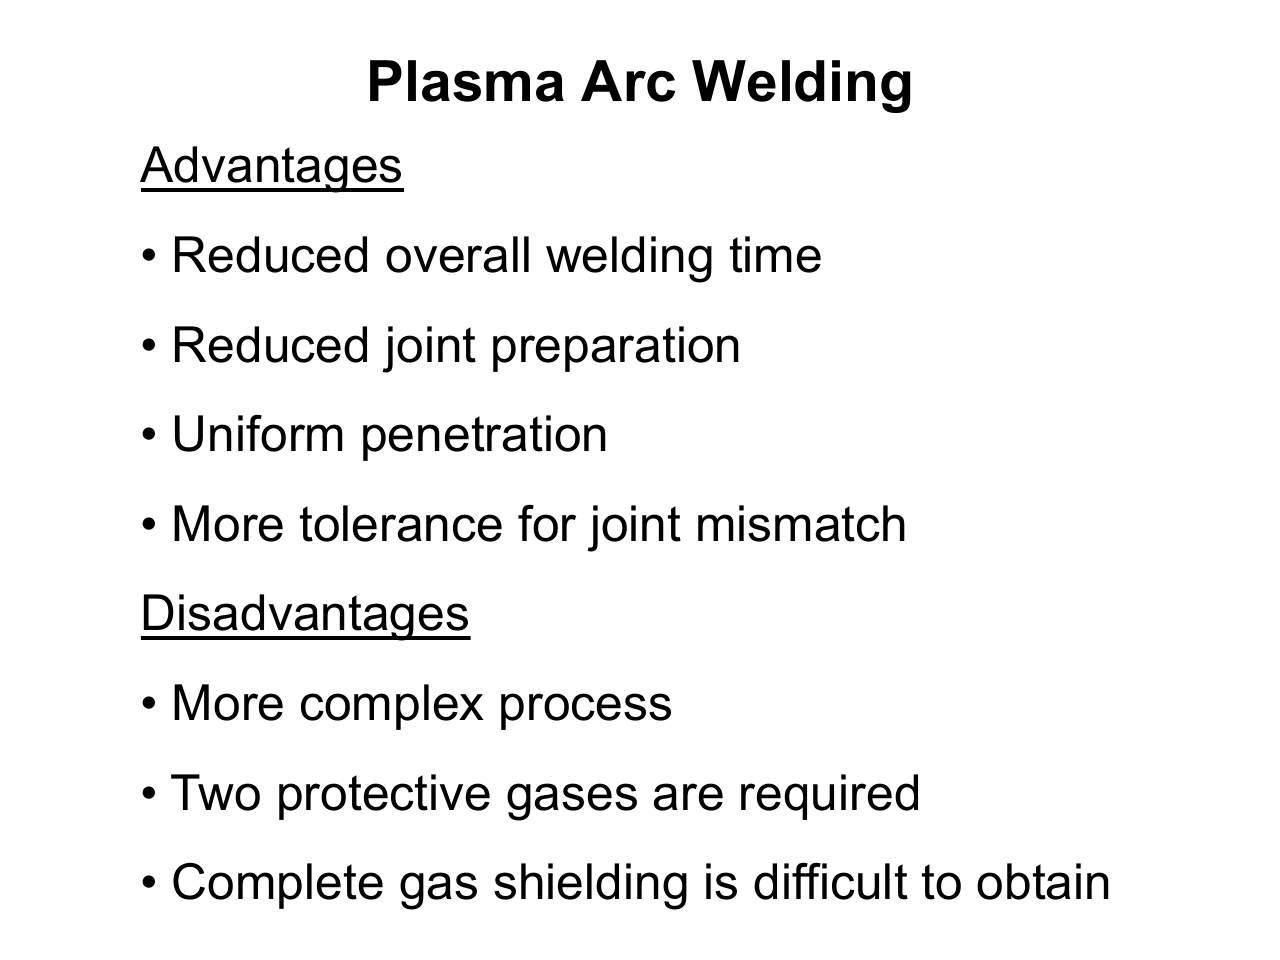 Plasma Arc Welding
Advantages
• Reduced overall welding time
• Reduced joint preparation
• Uniform penetration
• More tolerance for joint mismatch
Disadvantages
• More complex process
• Two protective gases are required
• Complete gas shielding is difficult to obtain